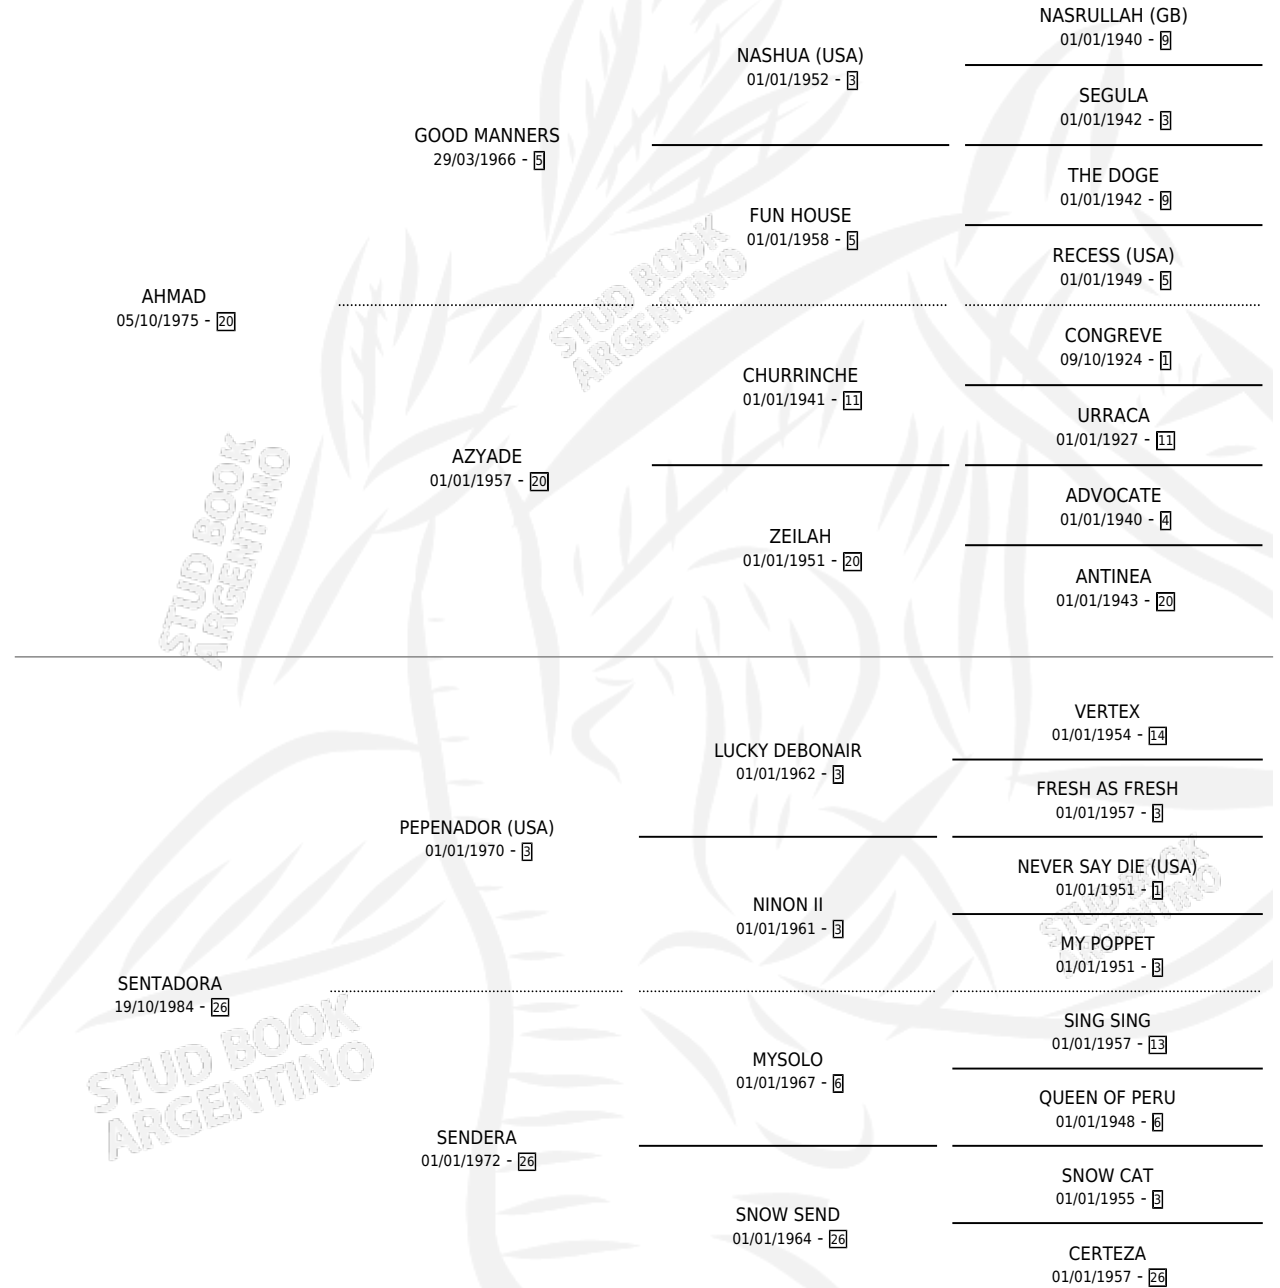 NASRULLAH (GB)
01/01/1940 - 9
NASHUA (USA)
01/01/1952 - 3
SEGULA
01/01/1942 - 3
GOOD MANNERS
29/03/1966 - 5
THE DOGE
01/01/1942 - 9
FUN HOUSE
01/01/1958 - 5
RECESS (USA)
01/01/1949 - 5
AHMAD
05/10/1975 - 20
CONGREVE
09/10/1924 - 1
CHURRINCHE
01/01/1941 - 11
URRACA
01/01/1927 - 11
AZYADE
01/01/1957 - 20
ADVOCATE
01/01/1940 - 4
ZEILAH
01/01/1951 - 20
ANTINEA
01/01/1943 - 20
STUD BOOK
ARGENTINO
STUD BOOK
ARGENTINO
VERTEX
01/01/1954 - 14
LUCKY DEBONAIR
01/01/1962 - 3
FRESH AS FRESH
01/01/1957 - 3
PEPENADOR (USA)
01/01/1970 - 3
NEVER SAY DIE (USA)
01/01/1951 - 1
NINON II
01/01/1961 - 3
MY POPPET
01/01/1951 - 3
STUD BOOK
ARGENTINO
SENTADORA
19/10/1984 - 26
SING SING
01/01/1957 - 13
MYSOLO
01/01/1967 - 6
QUEEN OF PERU
01/01/1948 - 6
STUD BOOK
ARGENTINO
SENDERA
01/01/1972 - 26
SNOW CAT
01/01/1955 - 3
SNOW SEND
01/01/1964 - 26
CERTEZA
01/01/1957 - 26